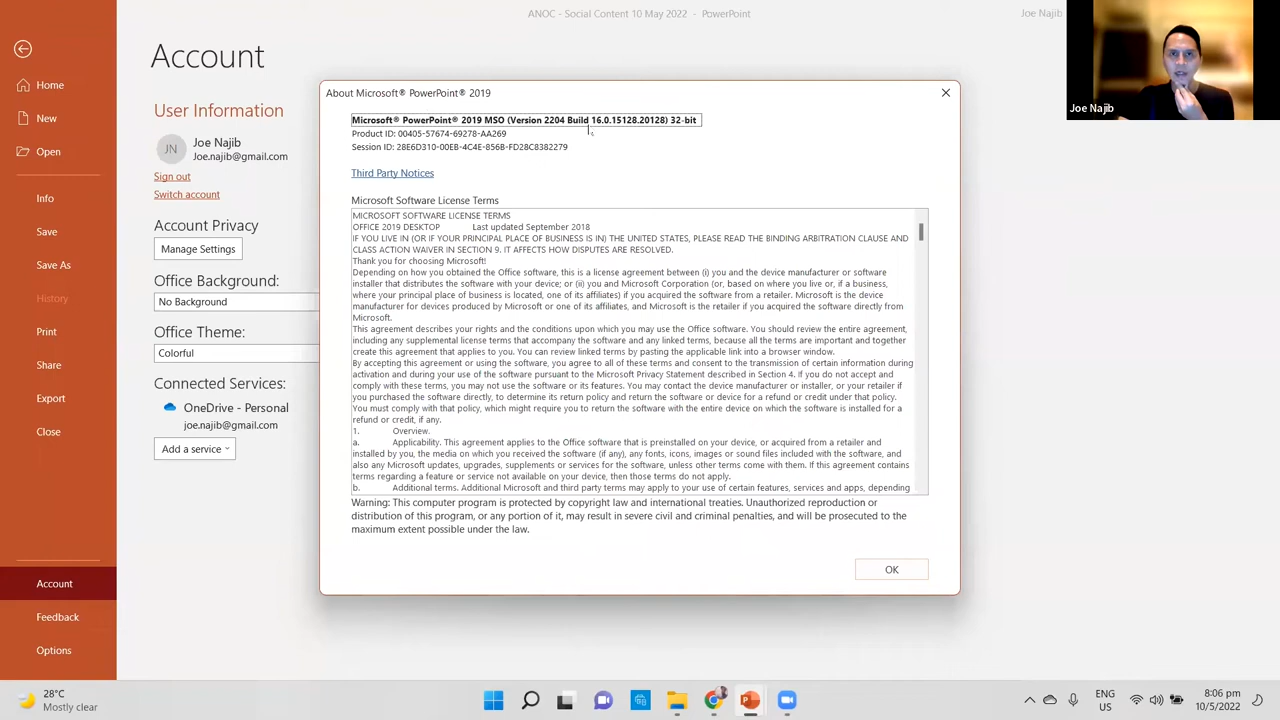 ANOC - Social Content 10 May 2022 - PowerPoint
Joe Najib
Joe Najib
Home
New
Open
Info
Save
Save As
History
Print
Share
Export
Close
Account
Feedback
Options
Account
User Information
JN
Joe Najib
Joe.najib@gmail.com
Sign out
Switch account
Account Privacy
Manage Settings
Office Background:
No Background
Office Theme:
Colorful
Connected Services:
OneDrive - Personal
joe.najib@gmail.com
Add a service
About Microsoft® PowerPoint® 2019
Microsoft® PowerPoint® 2019 MSO (Version 2204 Build 16.0.15128.20128) 32-bit
Product ID: 00405-57674-69278-AA269
Session ID: 28E6D310-00EB-4C4E-856B-FD28C8382279
Third Party Notices
Microsoft Software License Terms
MICROSOFT SOFTWARE LICENSE TERMS
OFFICE 2019 DESKTOP Last updated September 2018
IF YOU LIVE IN (OR IF YOUR PRINCIPAL PLACE OF BUSINESS IS IN) THE UNITED STATES, PLEASE READ THE BINDING ARBITRATION CLAUSE AND
CLASS ACTION WAIVER IN SECTION 9. IT AFFECTS HOW DISPUTES ARE RESOLVED.
Thank you for choosing Microsoft!
Depending on how you obtained the Office software, this is a license agreement between (i) you and the device manufacturer or software
installer that distributes the software with your device; or (ii) you and Microsoft Corporation (or, based on where you live or, if a business,
where your principal place of business is located, one of its affiliates) if you acquired the software from a retailer. Microsoft is the device
manufacturer for devices produced by Microsoft or one of its affiliates, and Microsoft is the retailer if you acquired the software directly from
Microsoft.
This agreement describes your rights and the conditions upon which you may use the Office software. You should review the entire agreement,
including any supplemental license terms that accompany the software and any linked terms, because all of the terms are important and together
create this agreement that applies to you. You can review linked terms by pasting the applicable link into a browser window.
By accepting this agreement or using the software, you agree to all of these terms and consent to the transmission of certain information during
activation and during your use of the software pursuant to the Microsoft Privacy Statement described in Section 4. If you do not accept and
comply with these terms, you may not use the software or its features. You may contact the device manufacturer or installer, or your retailer if
you purchased the software directly, to determine its return policy and return the software or device for a refund or credit under that policy.
You must comply with that policy, which might require you to return the software with the entire device on which the software is installed for a
refund or credit, if any.
1. Overview.
a. Applicability. This agreement applies to the Office software that is preinstalled on your device, or acquired from a retailer and
installed by you, the media on which you received the software (if any), any fonts, icons, images or sound files included with the software, and
also any Microsoft updates, upgrades, supplements or services for the software, unless other terms come with them. If this agreement contains
terms regarding a feature or service not available on your device, then those terms do not apply.
b. Additional terms. Additional Microsoft and third party terms may apply to your use of certain features, services and apps, depending
Warning: This computer program is protected by copyright law and international treaties. Unauthorized reproduction or
distribution of this program, or any portion of it, may result in severe civil and criminal penalties, and will be prosecuted to the
maximum extent possible under the law.
OK
28°C
Mostly clear
ENG
US
8:06 pm
10/5/2022